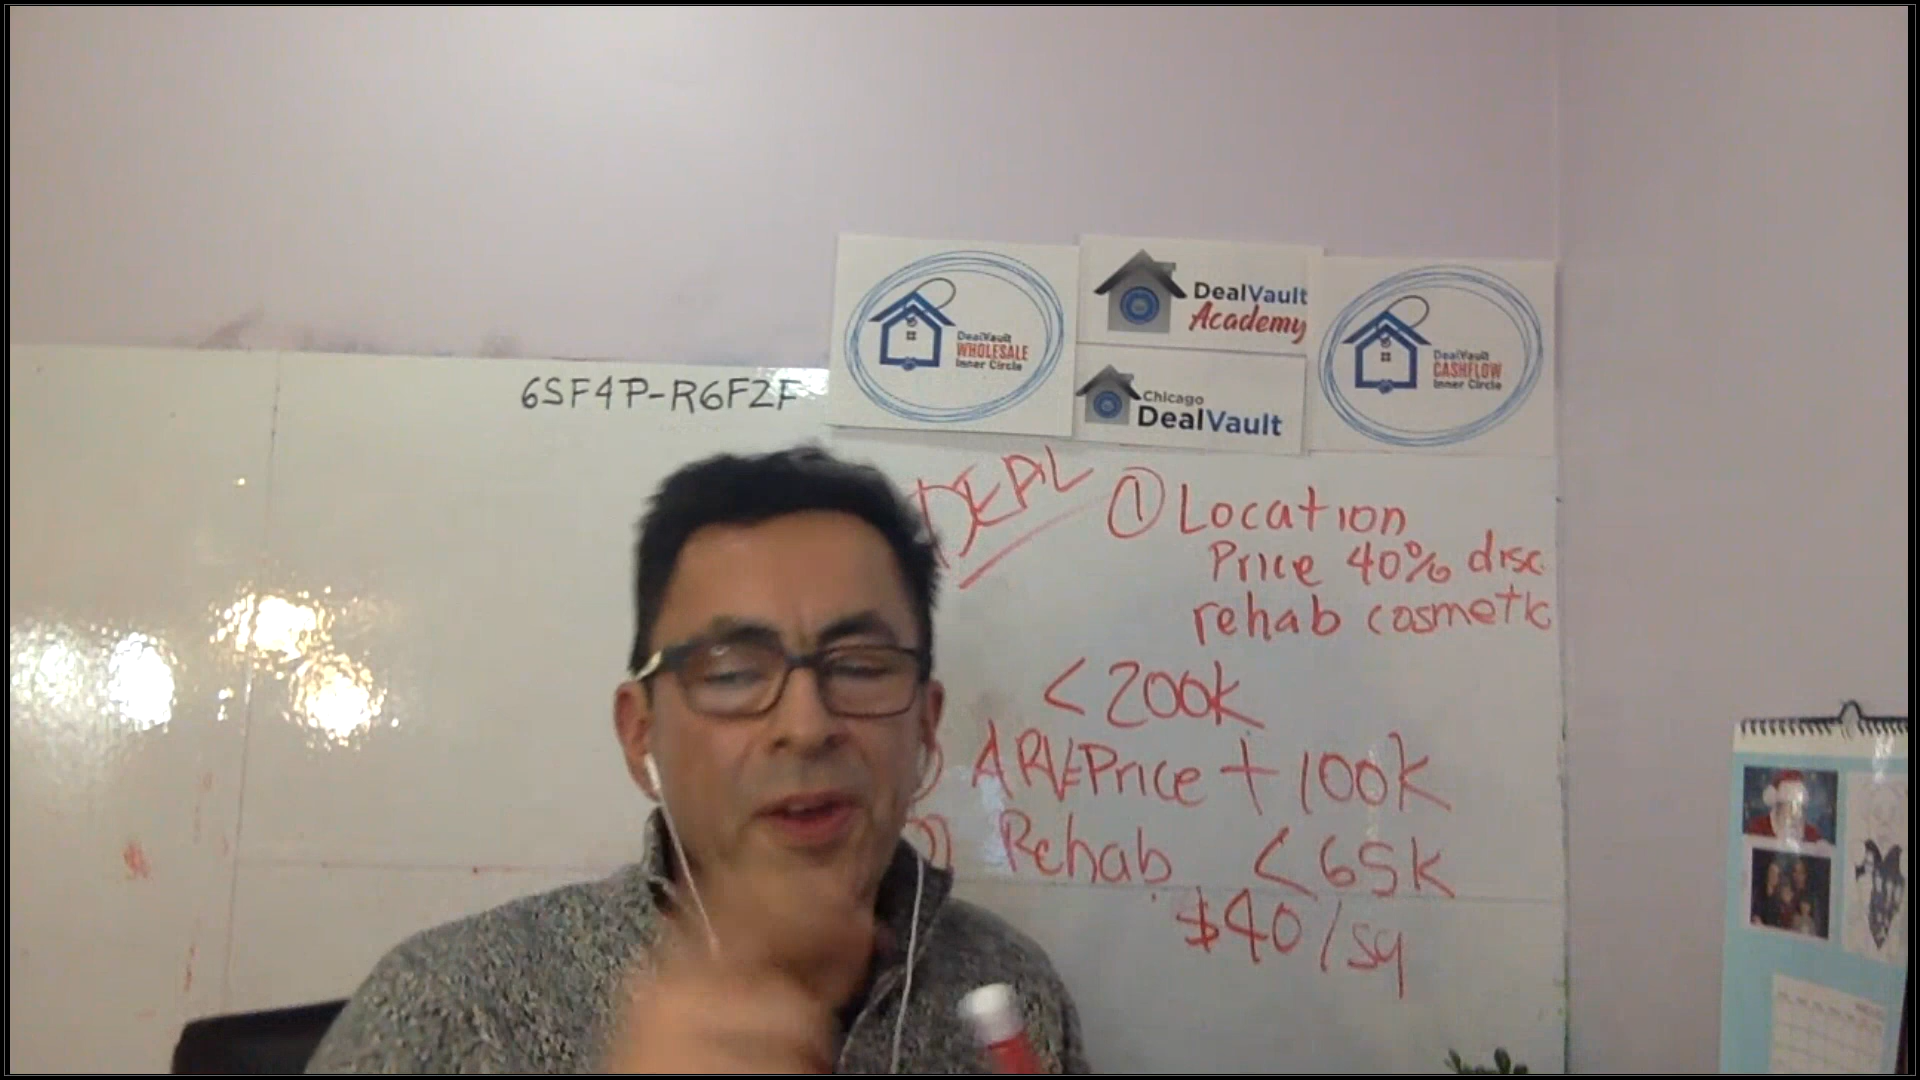 6SF4P-R6F2F
DealVault
WHOLESALE
Inner Circle
DealVault
Academy
Chicago
DealVault
DealVault
CASHFLOW
Inner Circle
DEAL
① Location
Price 40% disc.
rehab cosmetic
<200K
ARV=Price + 100K
Rehab <65K
$40/sq